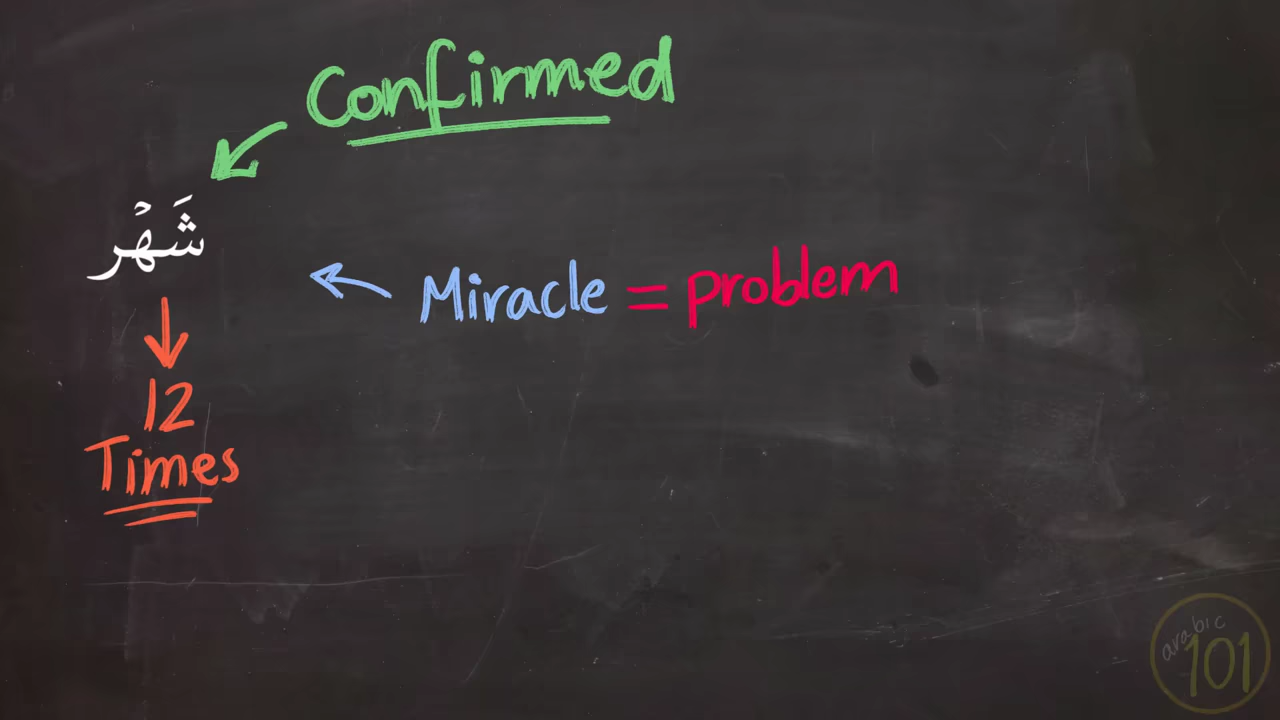 Confirmed
شَهۡر
Miracle = problem
12
Times
arabic
101